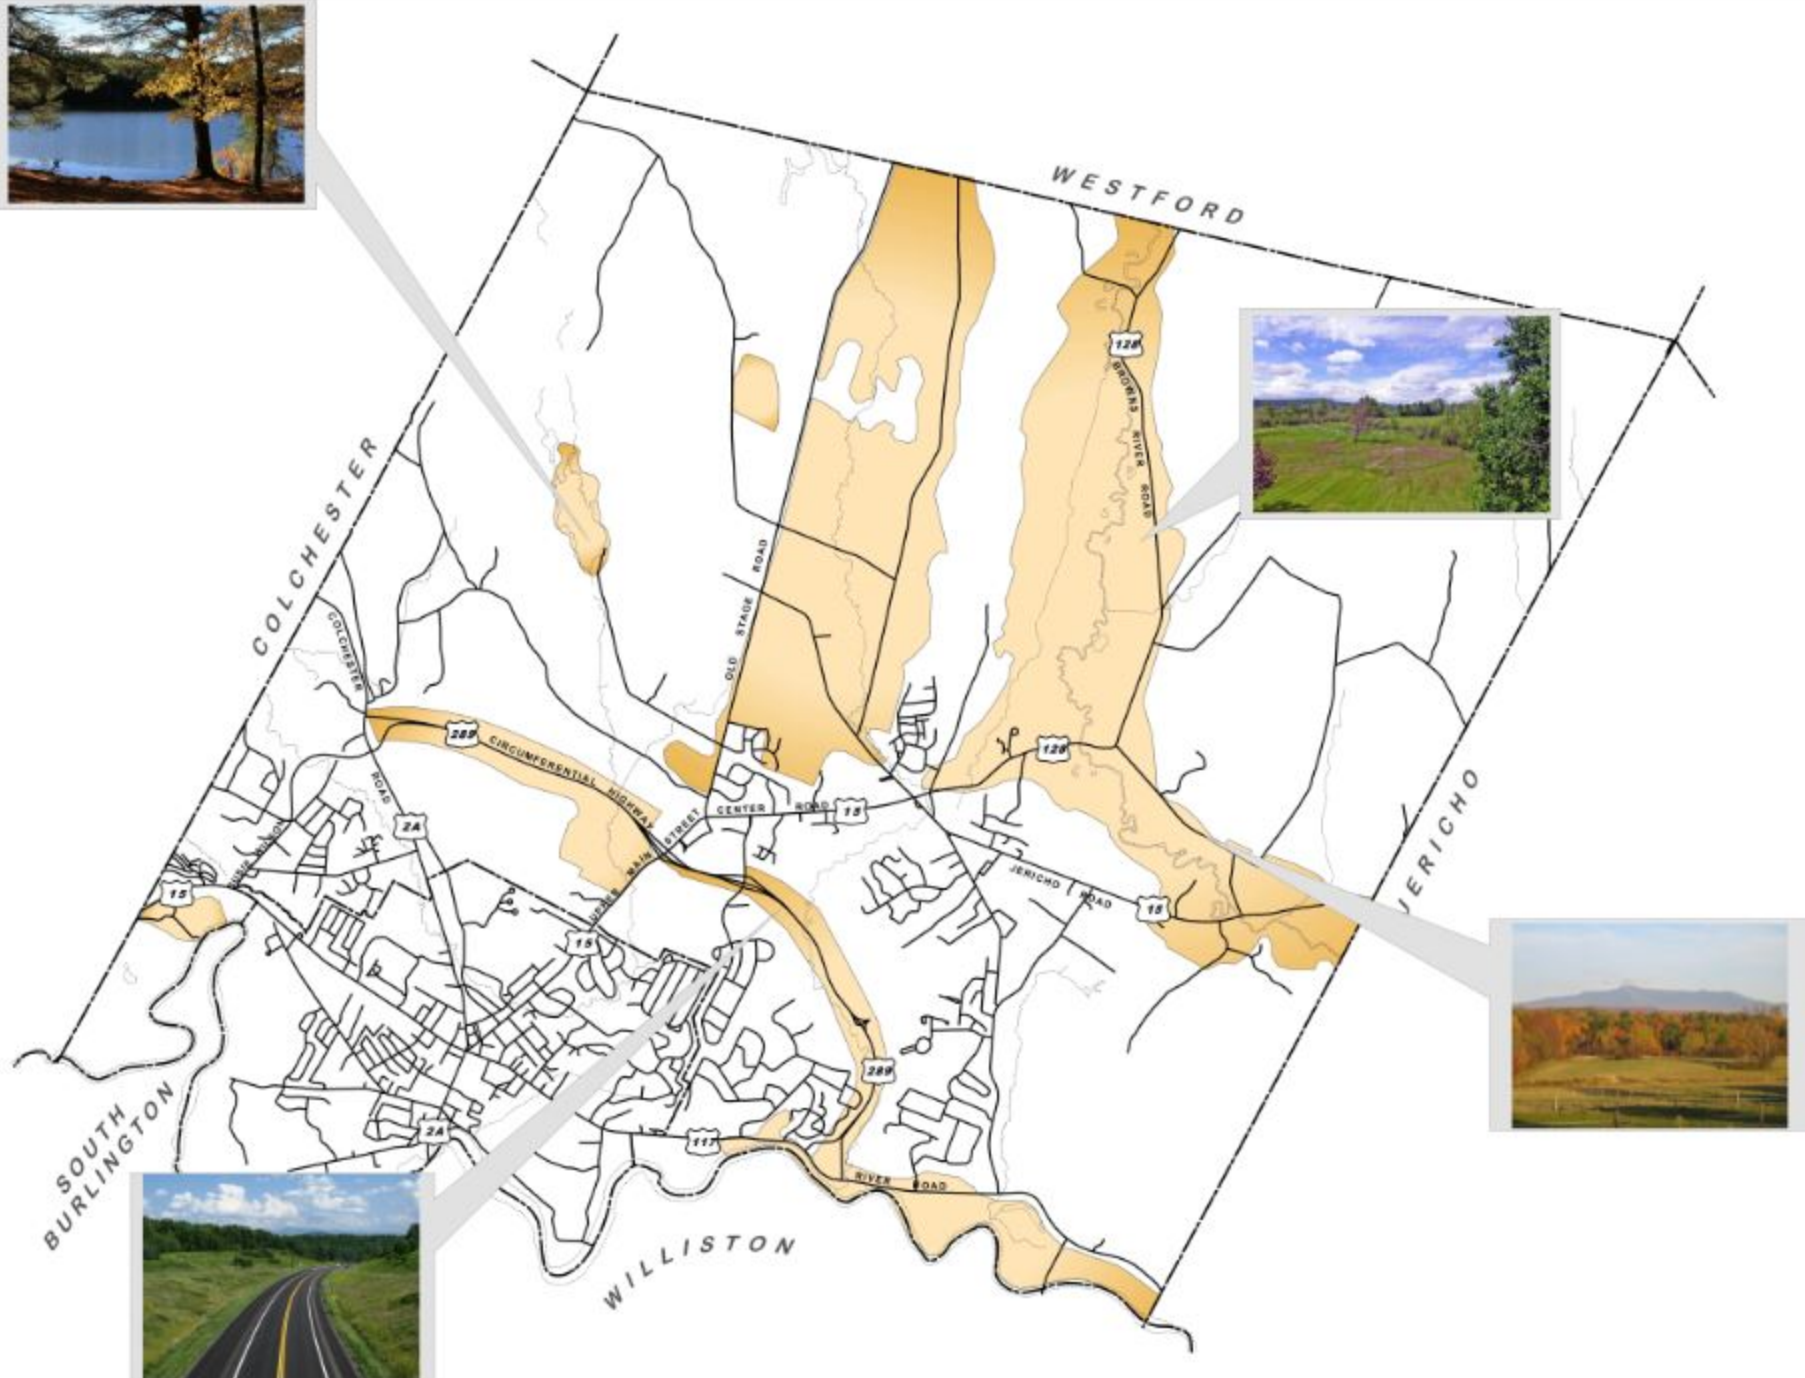 WESTFORD
128
BROWNS RIVER ROAD
COLCHESTER
OLD STAGE ROAD
COLCHESTER
ROAD
289
CIRCUMFERENTIAL HIGHWAY
128
CENTER ROAD
15
UPPER MAIN STREET
2A
15
JERICHO ROAD
15
JERICHO
15
289
SOUTH
BURLINGTON
2A
117
RIVER ROAD
WILLISTON